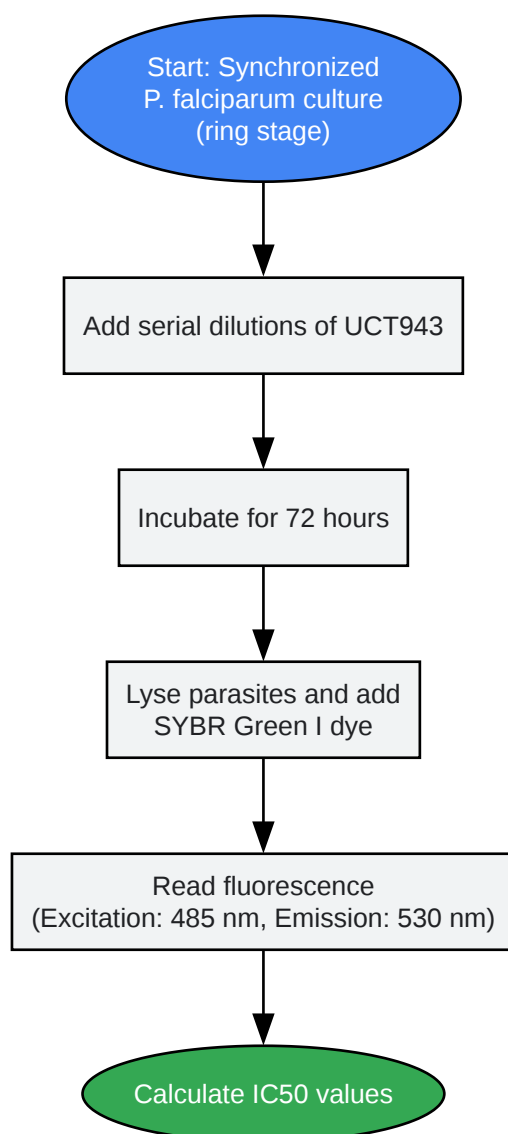 Start: Synchronized
P. falciparum culture
(ring stage)
Add serial dilutions of UCT943
Incubate for 72 hours
Lyse parasites and add
SYBR Green I dye
Read fluorescence
(Excitation: 485 nm, Emission: 530 nm)
Calculate IC50 values